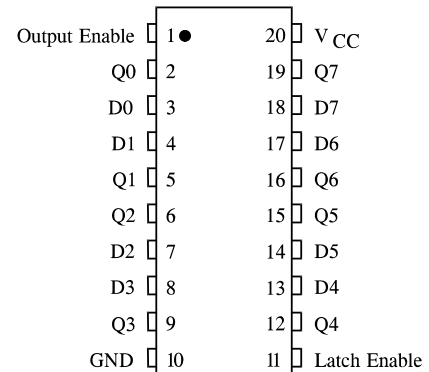 Output Enable 1 20 VCC
Q0 2 19 Q7
D0 3 18 D7
D1 4 17 D6
Q1 5 16 Q6
Q2 6 15 Q5
D2 7 14 D5
D3 8 13 D4
Q3 9 12 Q4
GND 10 11 Latch Enable